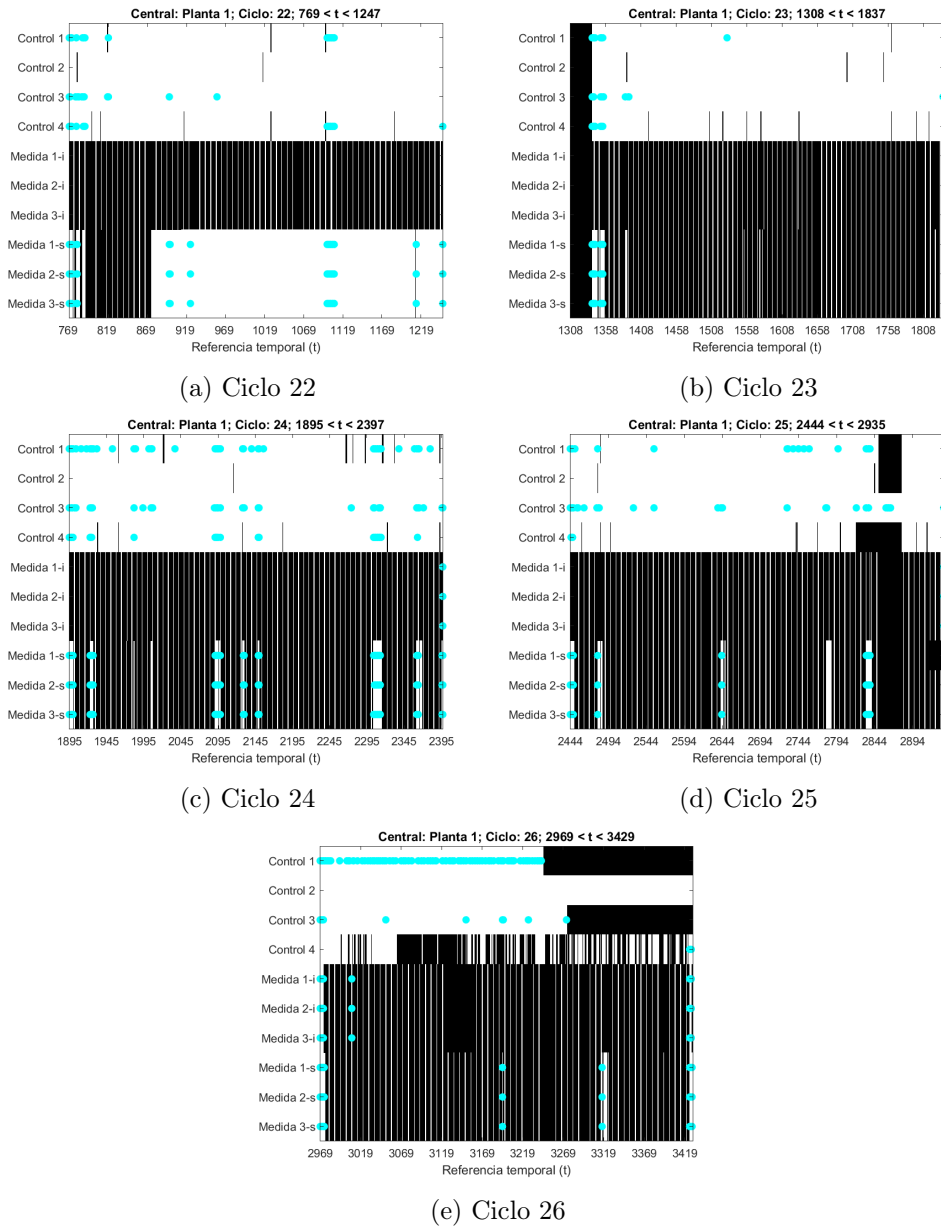 Central: Planta 1; Ciclo: 22; 769 < t < 1247
Control 1
Control 2
Control 3
Control 4
Medida 1-i
Medida 2-i
Medida 3-i
Medida 1-s
Medida 2-s
Medida 3-s
769 819 869 919 969 1019 1069 1119 1169 1219
Referencia temporal (t)
(a) Ciclo 22
Central: Planta 1; Ciclo: 23; 1308 < t < 1837
Control 1
Control 2
Control 3
Control 4
Medida 1-i
Medida 2-i
Medida 3-i
Medida 1-s
Medida 2-s
Medida 3-s
1308 1358 1408 1458 1508 1558 1608 1658 1708 1758 1808
Referencia temporal (t)
(b) Ciclo 23
Central: Planta 1; Ciclo: 24; 1895 < t < 2397
Control 1
Control 2
Control 3
Control 4
Medida 1-i
Medida 2-i
Medida 3-i
Medida 1-s
Medida 2-s
Medida 3-s
1895 1945 1995 2045 2095 2145 2195 2245 2295 2345 2395
Referencia temporal (t)
(c) Ciclo 24
Central: Planta 1; Ciclo: 25; 2444 < t < 2935
Control 1
Control 2
Control 3
Control 4
Medida 1-i
Medida 2-i
Medida 3-i
Medida 1-s
Medida 2-s
Medida 3-s
2444 2494 2544 2594 2644 2694 2744 2794 2844 2894
Referencia temporal (t)
(d) Ciclo 25
Central: Planta 1; Ciclo: 26; 2969 < t < 3429
Control 1
Control 2
Control 3
Control 4
Medida 1-i
Medida 2-i
Medida 3-i
Medida 1-s
Medida 2-s
Medida 3-s
2969 3019 3069 3119 3169 3219 3269 3319 3369 3419
Referencia temporal (t)
(e) Ciclo 26